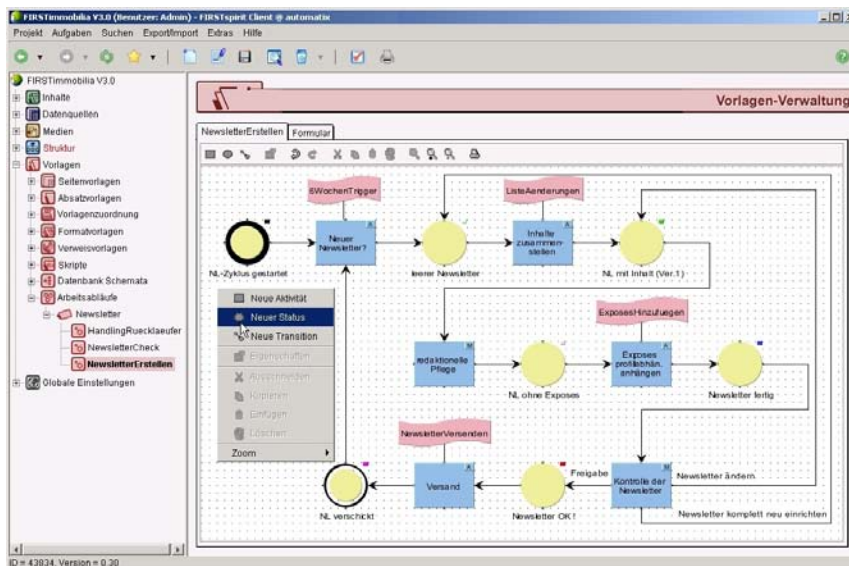 FIRSTimmobilia V3.0 (Benutzer: Admin) - FIRSTspirit Client @ automatix
Projekt Aufgaben Suchen Export/Import Extras Hilfe
FIRSTimmobilia V3.0
Inhalte
Datenquellen
Medien
Struktur
Vorlagen
Seitenvorlagen
Absatzvorlagen
Vorlagenzuordnung
Formatvorlagen
Verweisvorlagen
Skripte
Datenbank Schemata
Arbeitsabläufe
Newsletter
HandlingRuecklaeufer
NewsletterCheck
NewsletterErstellen
Globale Einstellungen
Vorlagen-Verwaltung
NewsletterErstellen Formular
6WochenTrigger
ListeAenderungen
A
A
Neuer
Newsletter?
Inhalte
zusammen-
stellen
NL-Zyklus gestartet
leerer Newsletter
NL mit Inhalt (Ver.1)
Neue Aktivität
Neuer Status
Neue Transition
Eigenschaften
Ausschneiden
Kopieren
Einfügen
Löschen
Zoom
ExposesHinzufuegen
M
A
redaktionelle
Pflege
Exposes
profilabhän.
anhängen
NL ohne Exposes
Newsletter fertig
NewsletterVersenden
A
M
Versand
Freigabe
Kontrolle der
Newsletter
Newsletter ändern
NL verschickt
Newsletter OK!
Newsletter komplett neu einrichten
ID = 43834, Version = 0.30